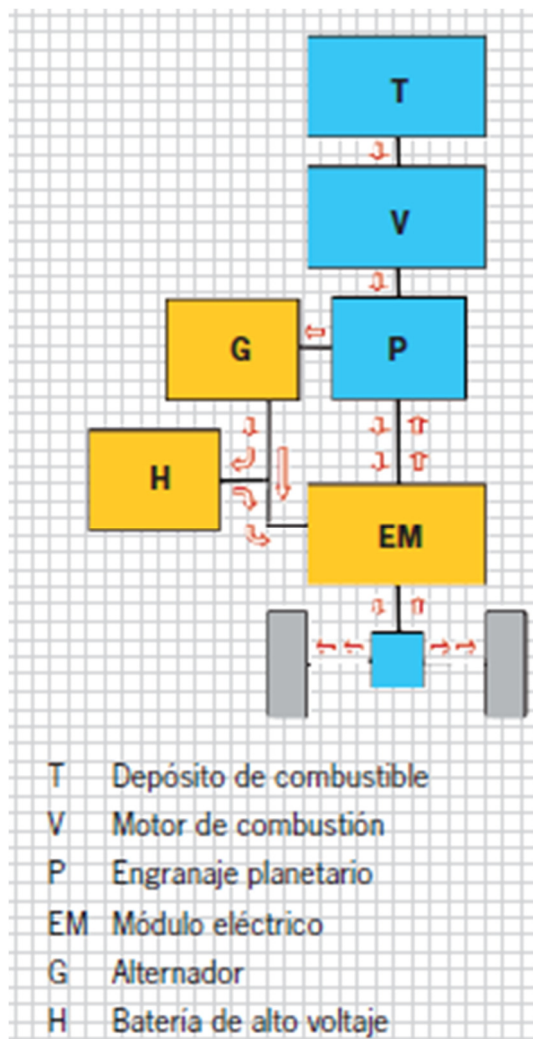 T
V
G
P
H
EM
T Depósito de combustible
V Motor de combustión
P Engranaje planetario
EM Módulo eléctrico
G Alternador
H Batería de alto voltaje